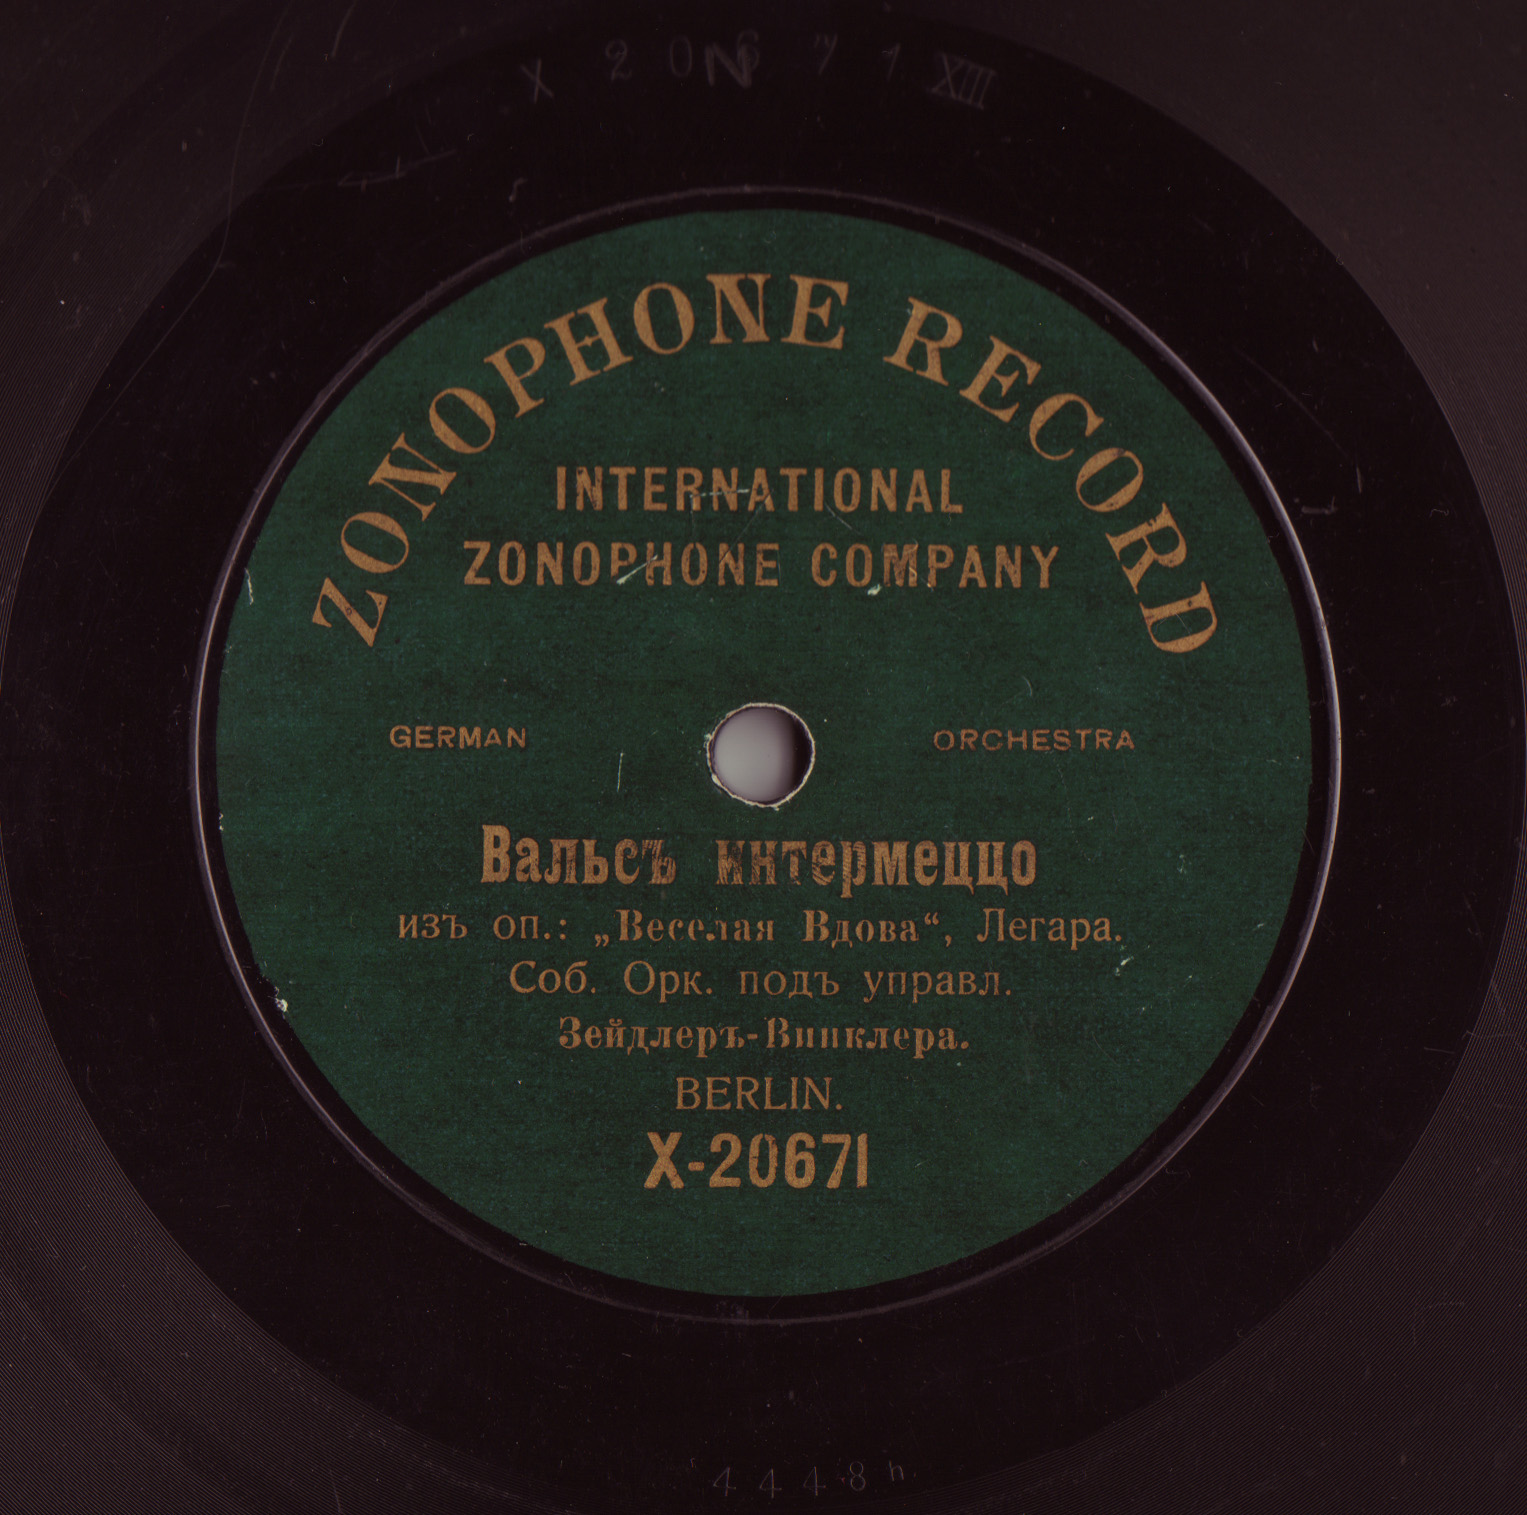 X 20671 XIII
N
ZONOPHONE RECORD
INTERNATIONAL
ZONOPHONE COMPANY
GERMAN ORCHESTRA
Вальсъ интермеццо
изъ оп.: „Веселая Вдова“, Легара.
Соб. Орк. подъ управл.
Зейдлеръ-Винклера.
BERLIN.
X-20671
4448h